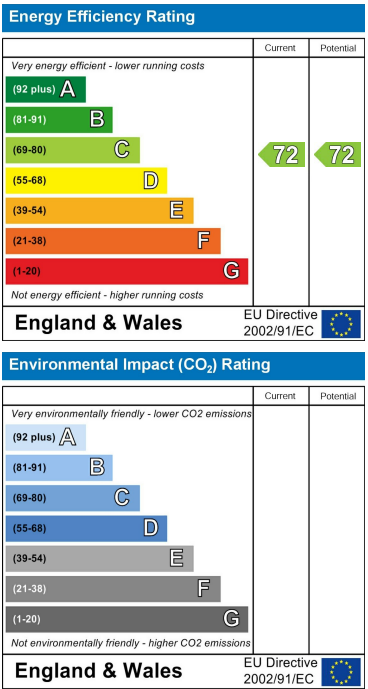 Energy Efficiency Rating
Current Potential
Very energy efficient - lower running costs
(92 plus) A
(81-91) B
(69-80) C 72 72
(55-68) D
(39-54) E
(21-38) F
(1-20) G
Not energy efficient - higher running costs
England & Wales
EU Directive
2002/91/EC
Environmental Impact (CO₂) Rating
Current Potential
Very environmentally friendly - lower CO2 emissions
(92 plus) A
(81-91) B
(69-80) C
(55-68) D
(39-54) E
(21-38) F
(1-20) G
Not environmentally friendly - higher CO2 emissions
England & Wales
EU Directive
2002/91/EC